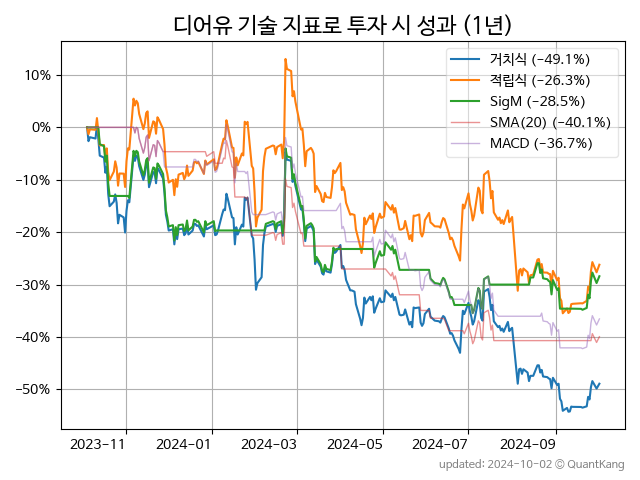 디어유 기술 지표로 투자 시 성과 (1년)
거치식 (−49.1%)
적립식 (−26.3%)
SigM (−28.5%)
SMA(20) (−40.1%)
MACD (−36.7%)
10%
0%
−10%
−20%
−30%
−40%
−50%
2023-11 2024-01 2024-03 2024-05 2024-07 2024-09
updated: 2024-10-02 © QuantKang